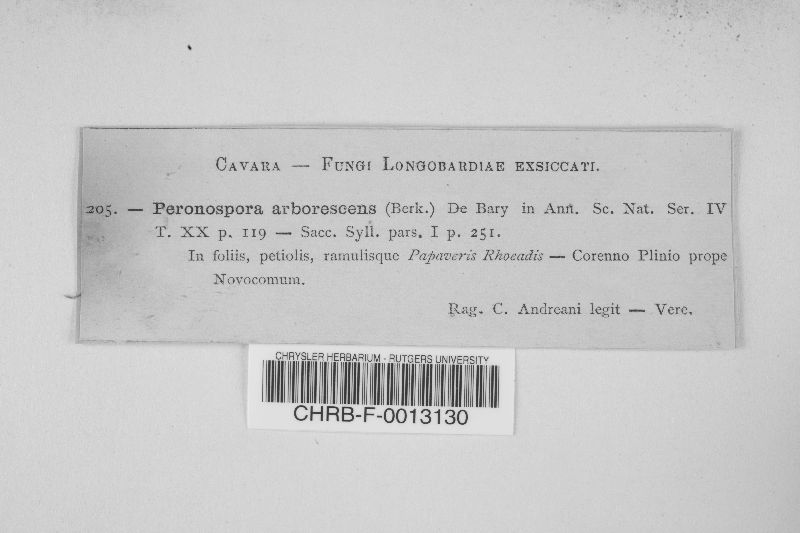 CAVARA — FUNGI LONGOBARDIAE EXSICCATI.
205. — Peronospora arborescens (Berk.) De Bary in Ann. Sc. Nat. Ser. IV
T. XX p. 119 — Sacc. Syll. pars. I p. 251.
In foliis, petiolis, ramulisque Papaveris Rhoeadis — Corenno Plinio prope
Novocomum.
Rag. C. Andreani legit — Vere.
CHRYSLER HERBARIUM - RUTGERS UNIVERSITY
CHRB-F-0013130